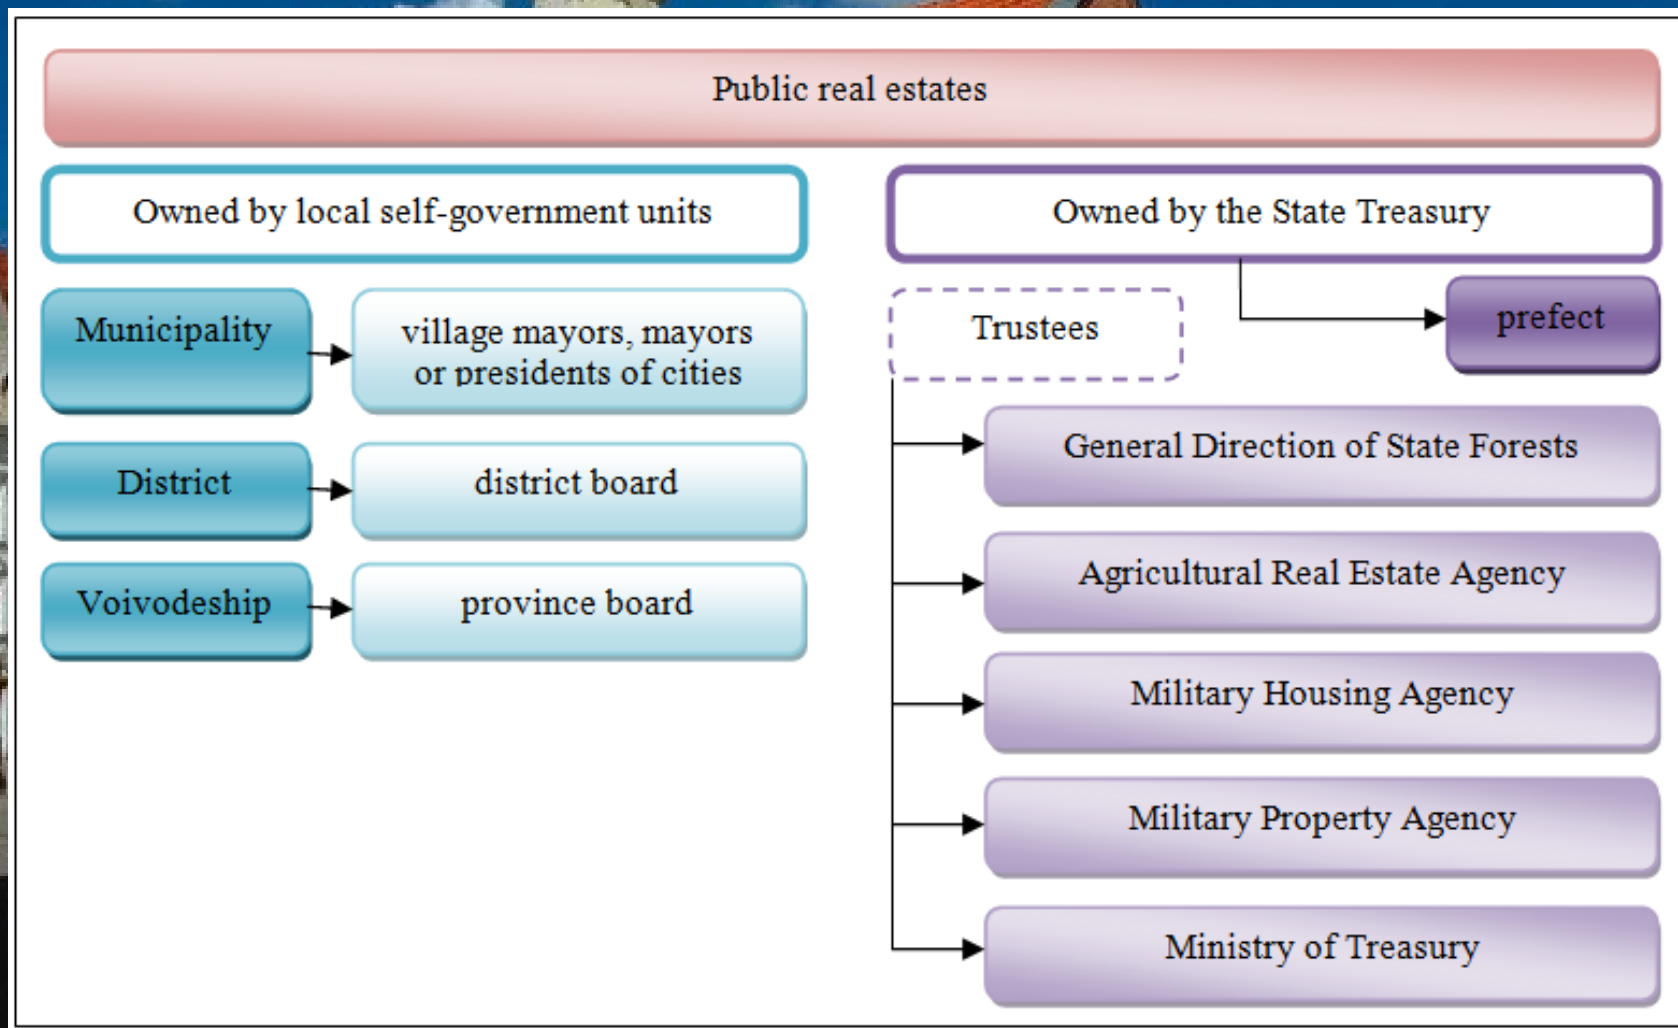 Public real estates
Owned by local self-government units
Owned by the State Treasury
Municipality
village mayors, mayors
or presidents of cities
District
district board
Voivodeship
province board
Trustees
prefect
General Direction of State Forests
Agricultural Real Estate Agency
Military Housing Agency
Military Property Agency
Ministry of Treasury